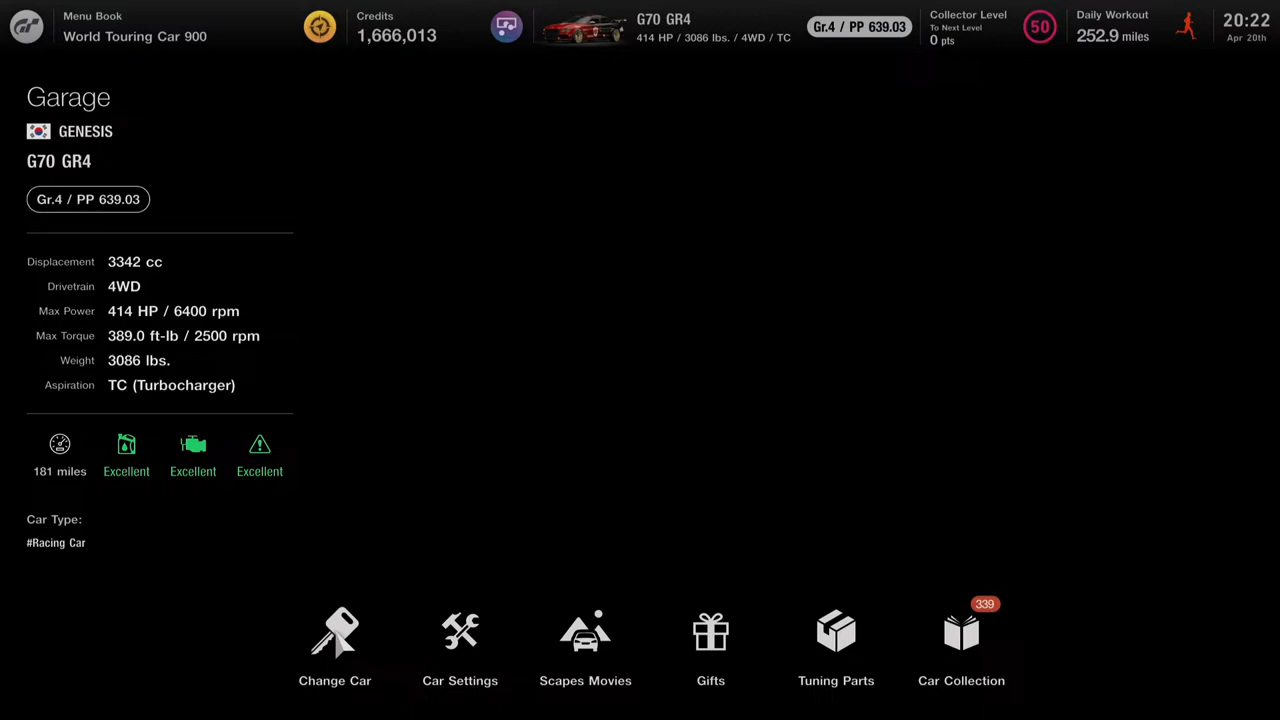 Menu Book
World Touring Car 900
Credits
1,666,013
G70 GR4
414 HP / 3086 lbs. / 4WD / TC
Gr.4 / PP 639.03
Collector Level
To Next Level
0 pts
50
Daily Workout
252.9 miles
20:22
Apr 20th
Garage
GENESIS
G70 GR4
Gr.4 / PP 639.03
Displacement 3342 cc
Drivetrain 4WD
Max Power 414 HP / 6400 rpm
Max Torque 389.0 ft-lb / 2500 rpm
Weight 3086 lbs.
Aspiration TC (Turbocharger)
181 miles Excellent Excellent Excellent
Car Type:
#Racing Car
339
Change Car Car Settings Scapes Movies Gifts Tuning Parts Car Collection